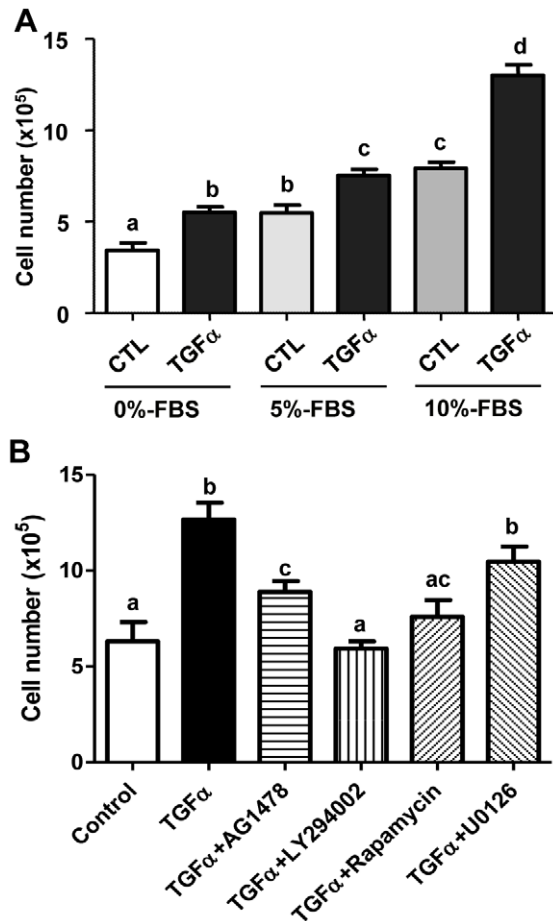 A
Cell number (x10⁵)
15
10
5
0
a
b
b
c
c
d
CTL
TGFα
CTL
TGFα
CTL
TGFα
0%-FBS
5%-FBS
10%-FBS
B
Cell number (x10⁵)
15
10
5
0
a
b
c
a
ac
b
Control
TGFα
TGFα+AG1478
TGFα+LY294002
TGFα+Rapamycin
TGFα+U0126